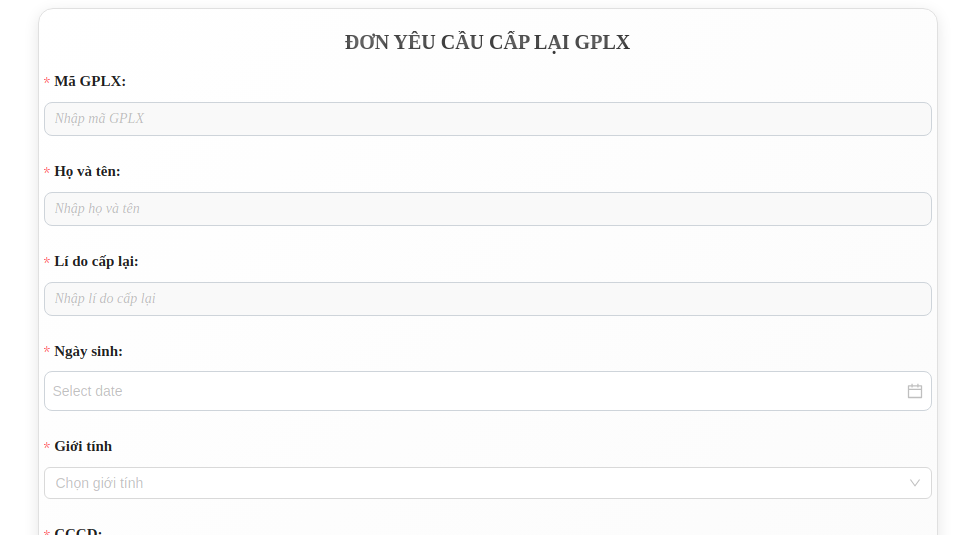 ĐƠN YÊU CẦU CẤP LẠI GPLX
* Mã GPLX:
Nhập mã GPLX
* Họ và tên:
Nhập họ và tên
* Lí do cấp lại:
Nhập lí do cấp lại
* Ngày sinh:
Select date
* Giới tính
Chọn giới tính
* CCCD: